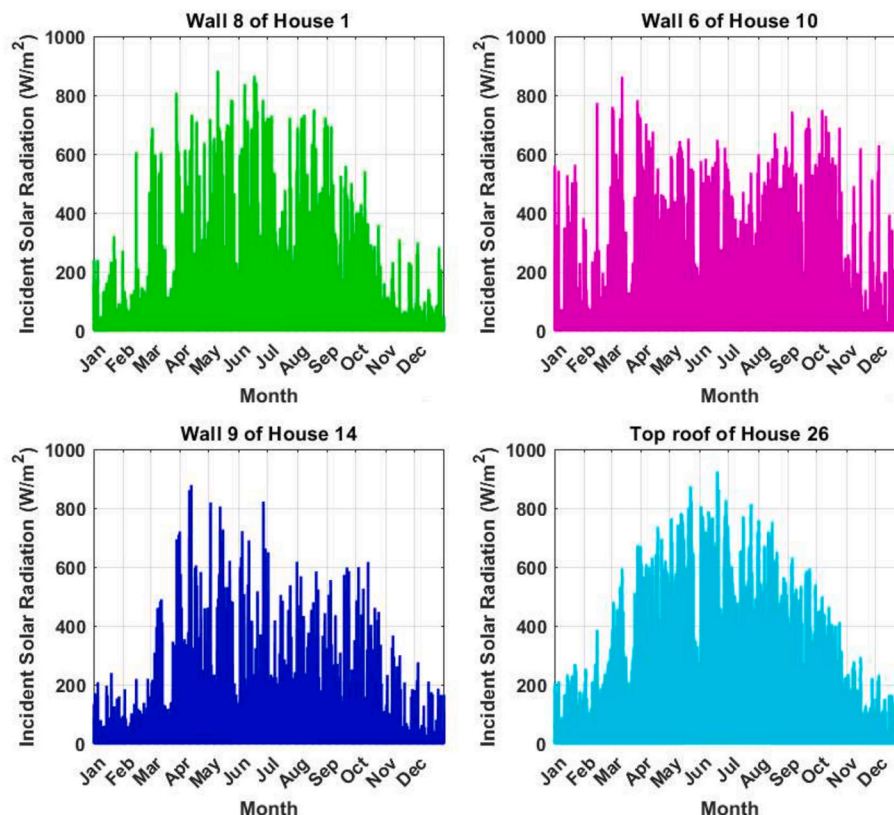 Wall 8 of House 1
Incident Solar Radiation (W/m²)
1000
800
600
400
200
0
Jan
Feb
Mar
Apr
May
Jun
Jul
Aug
Sep
Oct
Nov
Dec
Month
Wall 6 of House 10
Incident Solar Radiation (W/m²)
1000
800
600
400
200
0
Jan
Feb
Mar
Apr
May
Jun
Jul
Aug
Sep
Oct
Nov
Dec
Month
Wall 9 of House 14
Incident Solar Radiation (W/m²)
1000
800
600
400
200
0
Jan
Feb
Mar
Apr
May
Jun
Jul
Aug
Sep
Oct
Nov
Dec
Month
Top roof of House 26
Incident Solar Radiation (W/m²)
1000
800
600
400
200
0
Jan
Feb
Mar
Apr
May
Jun
Jul
Aug
Sep
Oct
Nov
Dec
Month